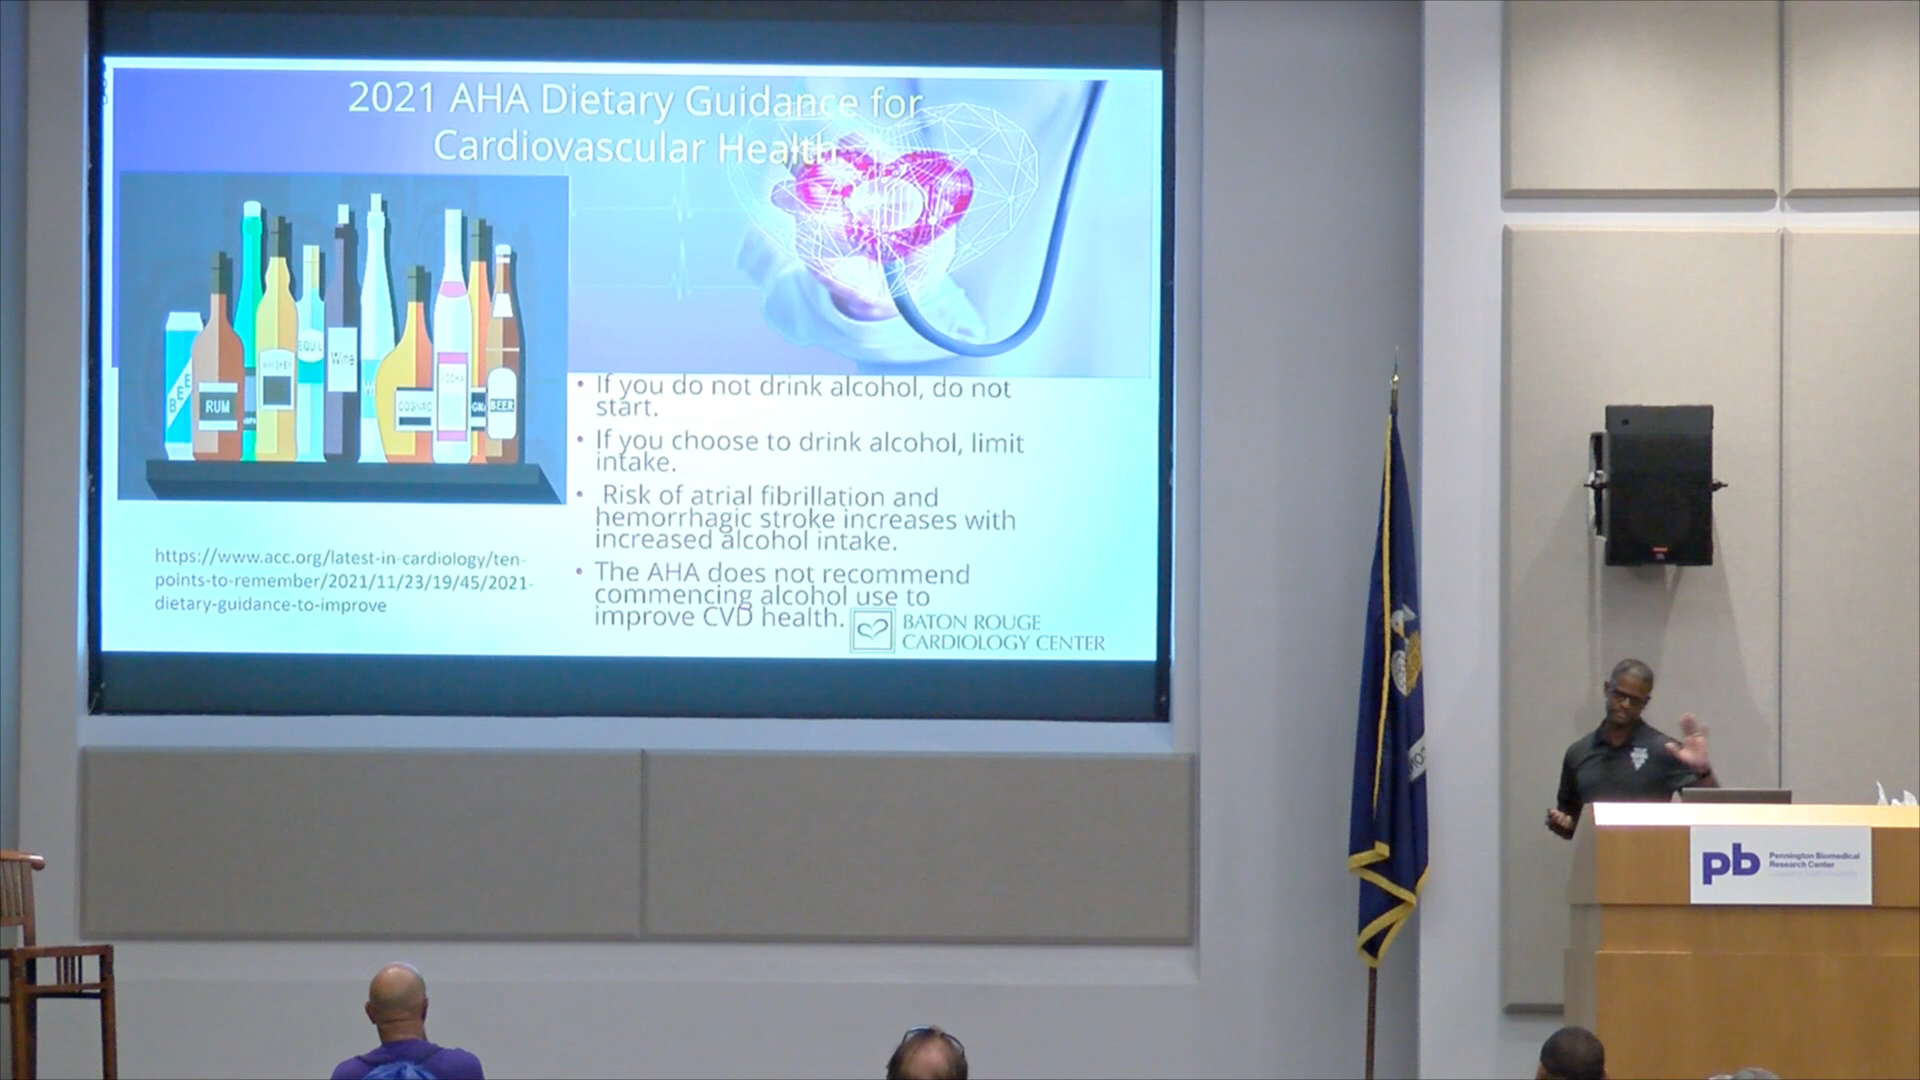 2021 AHA Dietary Guidance for
Cardiovascular Health
BEE
RUM
WHISKEY
EQUIL
Wine
W
COGNAC
VODKA
GNA
BEER
• If you do not drink alcohol, do not
start.
• If you choose to drink alcohol, limit
intake.
• Risk of atrial fibrillation and
hemorrhagic stroke increases with
increased alcohol intake.
• The AHA does not recommend
commencing alcohol use to
improve CVD health.
https://www.acc.org/latest-in-cardiology/ten-
points-to-remember/2021/11/23/19/45/2021-
dietary-guidance-to-improve
BATON ROUGE
CARDIOLOGY CENTER
pb
Pennington Biomedical
Research Center